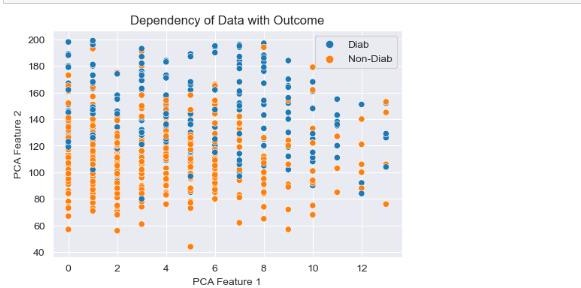 Dependency of Data with Outcome
Diab
Non-Diab
200
180
160
140
120
100
80
60
40
PCA Feature 2
0 2 4 6 8 10 12
PCA Feature 1